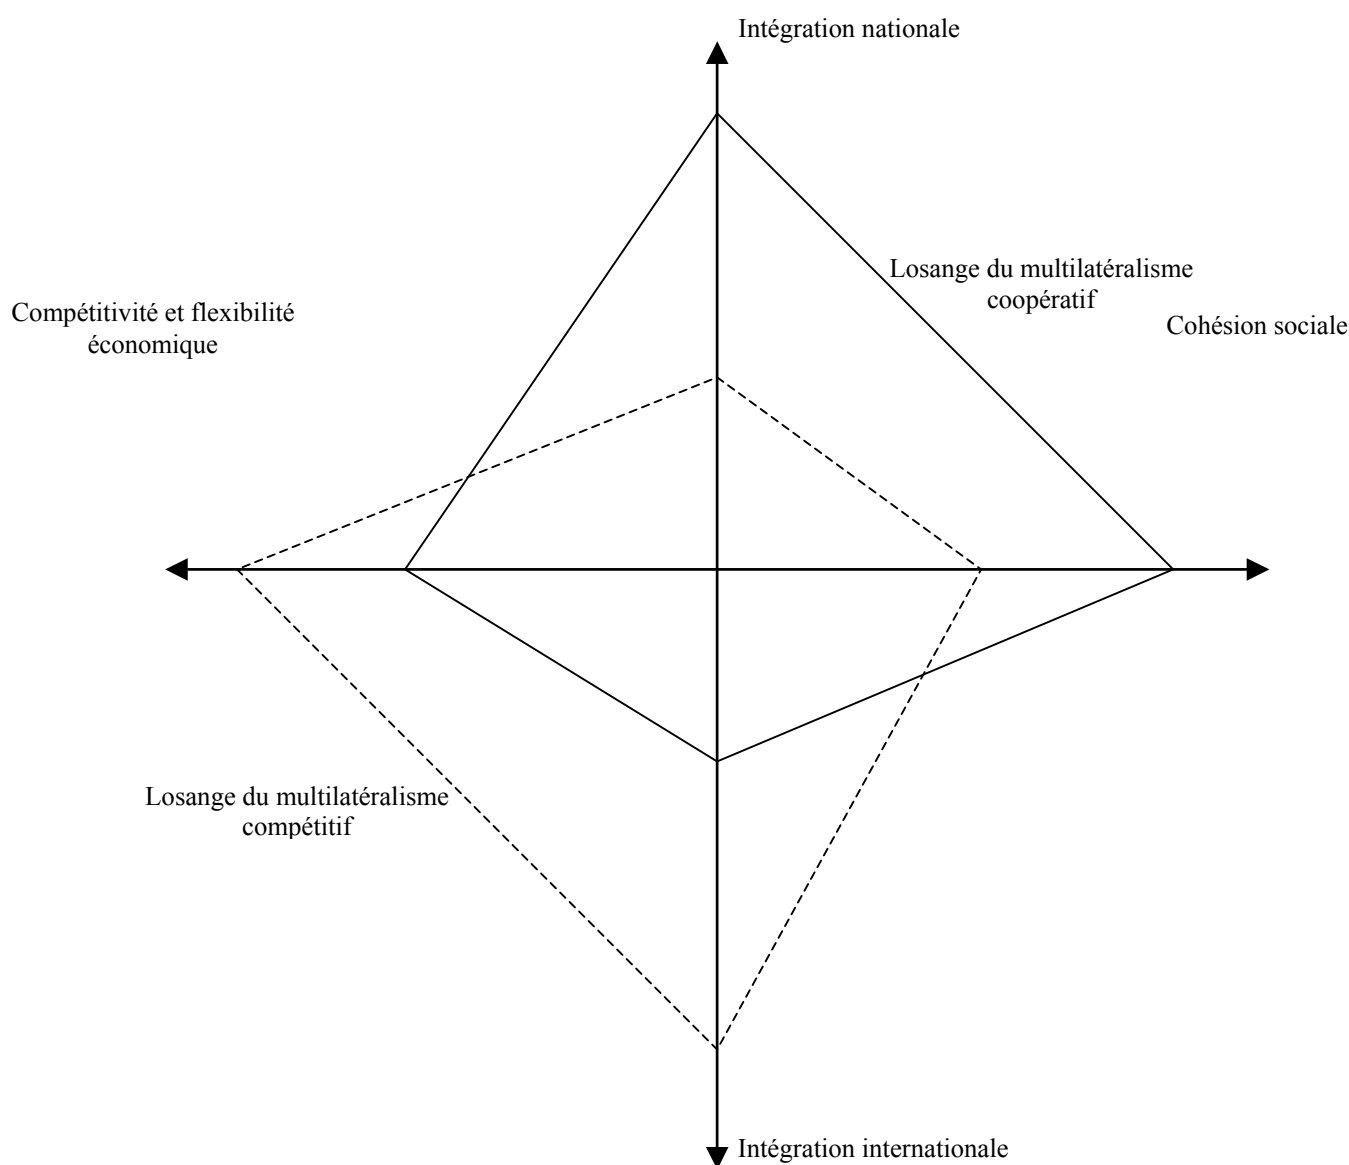 Intégration nationale
Losange du multilatéralisme
coopératif
Compétitivité et flexibilité
économique
Cohésion sociale
Losange du multilatéralisme
compétitif
Intégration internationale